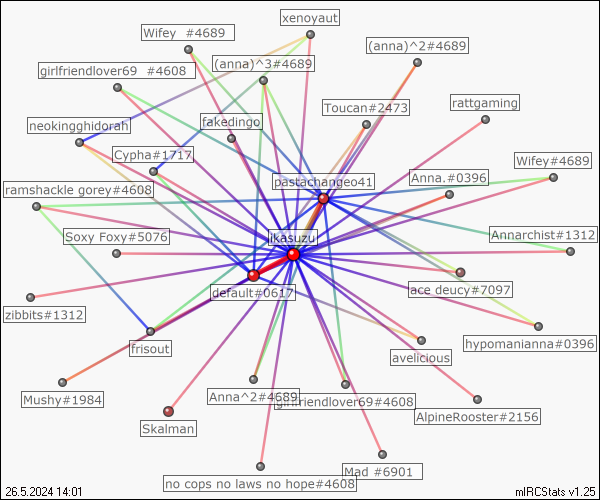 xenoyaut
Wifey #4689
(anna)^2#4689
girlfriendlover69 #4608
(anna)^3#4689
Toucan#2473
rattgaming
neokingghidorah
fakedingo
Cypha#1717
Wifey#4689
pastachangeo41
Anna.#0396
ramshackle gorey#4608
Soxy Foxy#5076
ikasuzu
Annarchist#1312
default#0617
ace deucy#7097
zibbits#1312
frisout
avelicious
hypomanianna#0396
Mushy#1984
Anna^2#4689
girlfriendlover69#4608
AlpineRooster#2156
Skalman
no cops no laws no hope#4608
Mad #6901
26.5.2024 14:01
mIRCStats v1.25